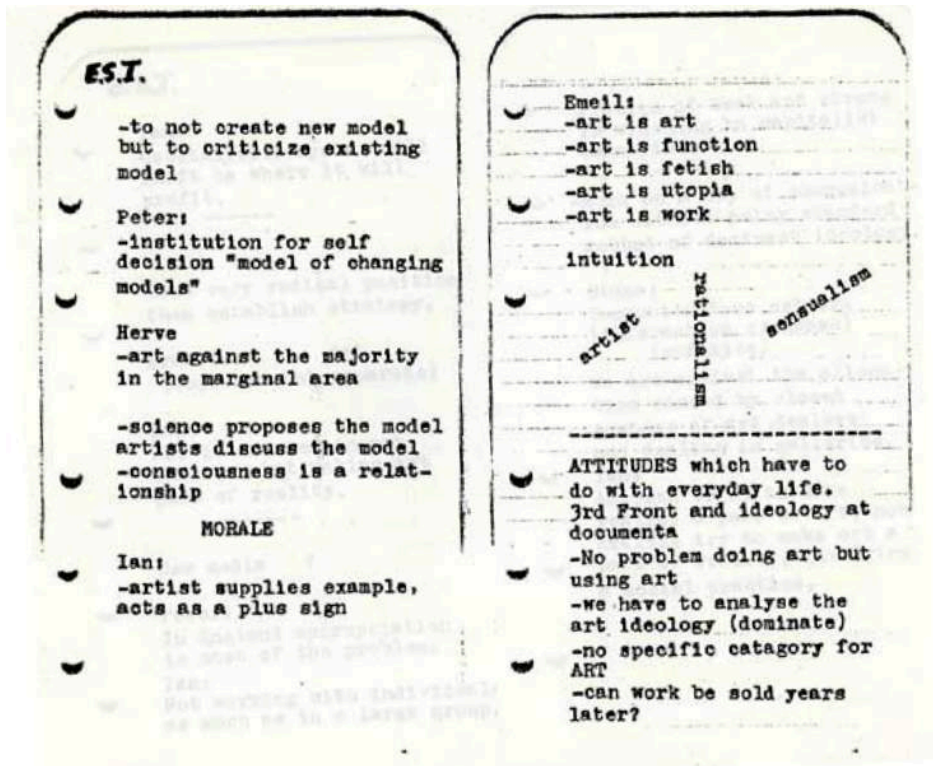 E.S.T.
-to not create new model
but to criticize existing
model
Peter:
-institution for self
decision "model of changing
models"
Herve
-art against the majority
in the marginal area
-science proposes the model
artists discuss the model
-consciousness is a relat-
ionship
MORALE
Ian:
-artist supplies example,
acts as a plus sign
Emeil:
-art is art
-art is function
-art is fetish
-art is utopia
-art is work
intuition
artist
rationalism
sensualism
--------------------------
ATTITUDES which have to
do with everyday life.
3rd Front and ideology at
documenta
-No problem doing art but
using art
-we have to analyse the
art ideology (dominate)
-no specific catagory for
ART
-can work be sold years
later?